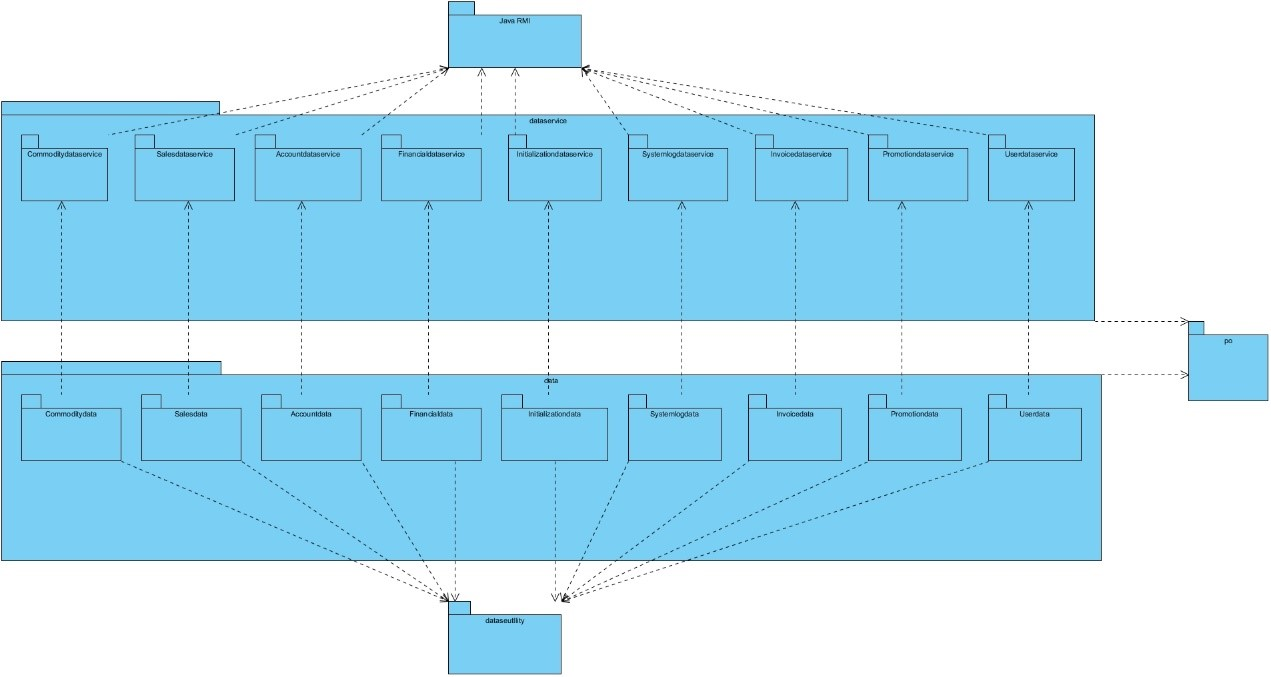 Java RMI
dataservice
Commoditydataservice
Salesdataservice
Accountdataservice
Financialdataservice
Initializationdataservice
Systemlogdataservice
Invoicedataservice
Promotiondataservice
Userdataservice
po
data
Commoditydata
Salesdata
Accountdata
Financialdata
Initializationdata
Systemlogdata
Invoicedata
Promotiondata
Userdata
dataseutility